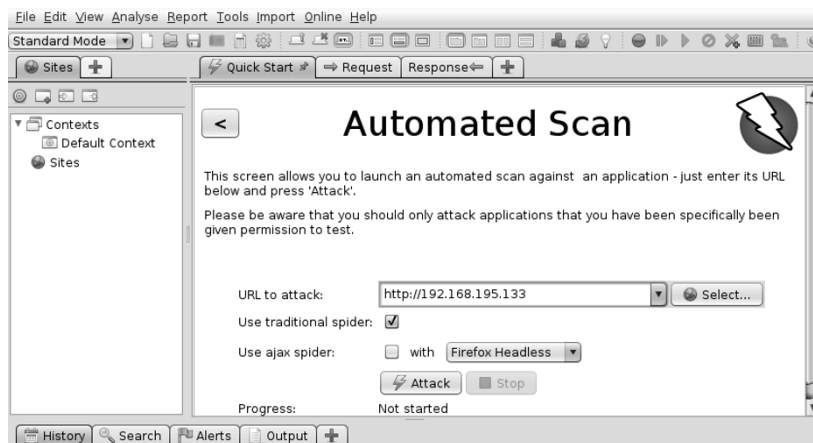 File Edit View Analyse Report Tools Import Online Help
Standard Mode
Sites
Quick Start Request Response
Contexts
Default Context
Sites
<
Automated Scan
This screen allows you to launch an automated scan against an application - just enter its URL
below and press 'Attack'.
Please be aware that you should only attack applications that you have been specifically been
given permission to test.
URL to attack: http://192.168.195.133 Select...
Use traditional spider:
Use ajax spider: with Firefox Headless
Attack Stop
Progress: Not started
History Search Alerts Output